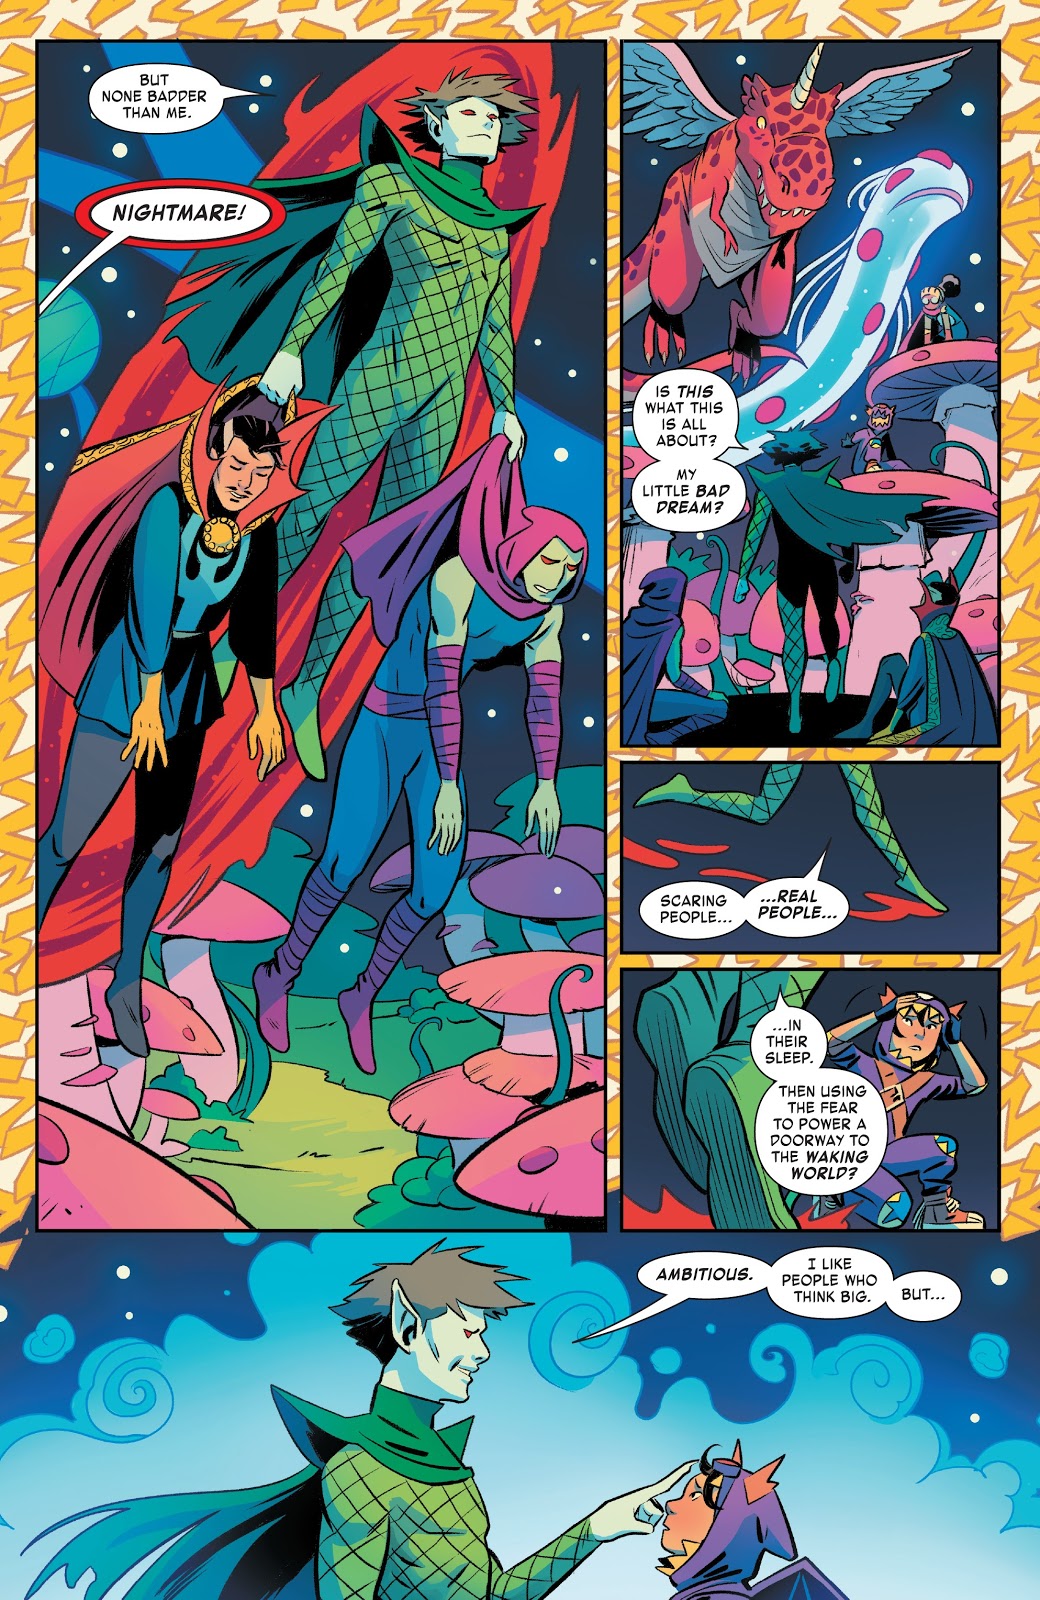 BUT
NONE BADDER
THAN ME.
NIGHTMARE!
IS THIS
WHAT THIS
IS ALL
ABOUT?
MY
LITTLE BAD
DREAM?
SCARING
PEOPLE...
...REAL
PEOPLE...
...IN
THEIR
SLEEP.
THEN USING
THE FEAR
TO POWER A
DOORWAY TO
THE WAKING
WORLD?
AMBITIOUS.
I LIKE
PEOPLE WHO
THINK BIG.
BUT...